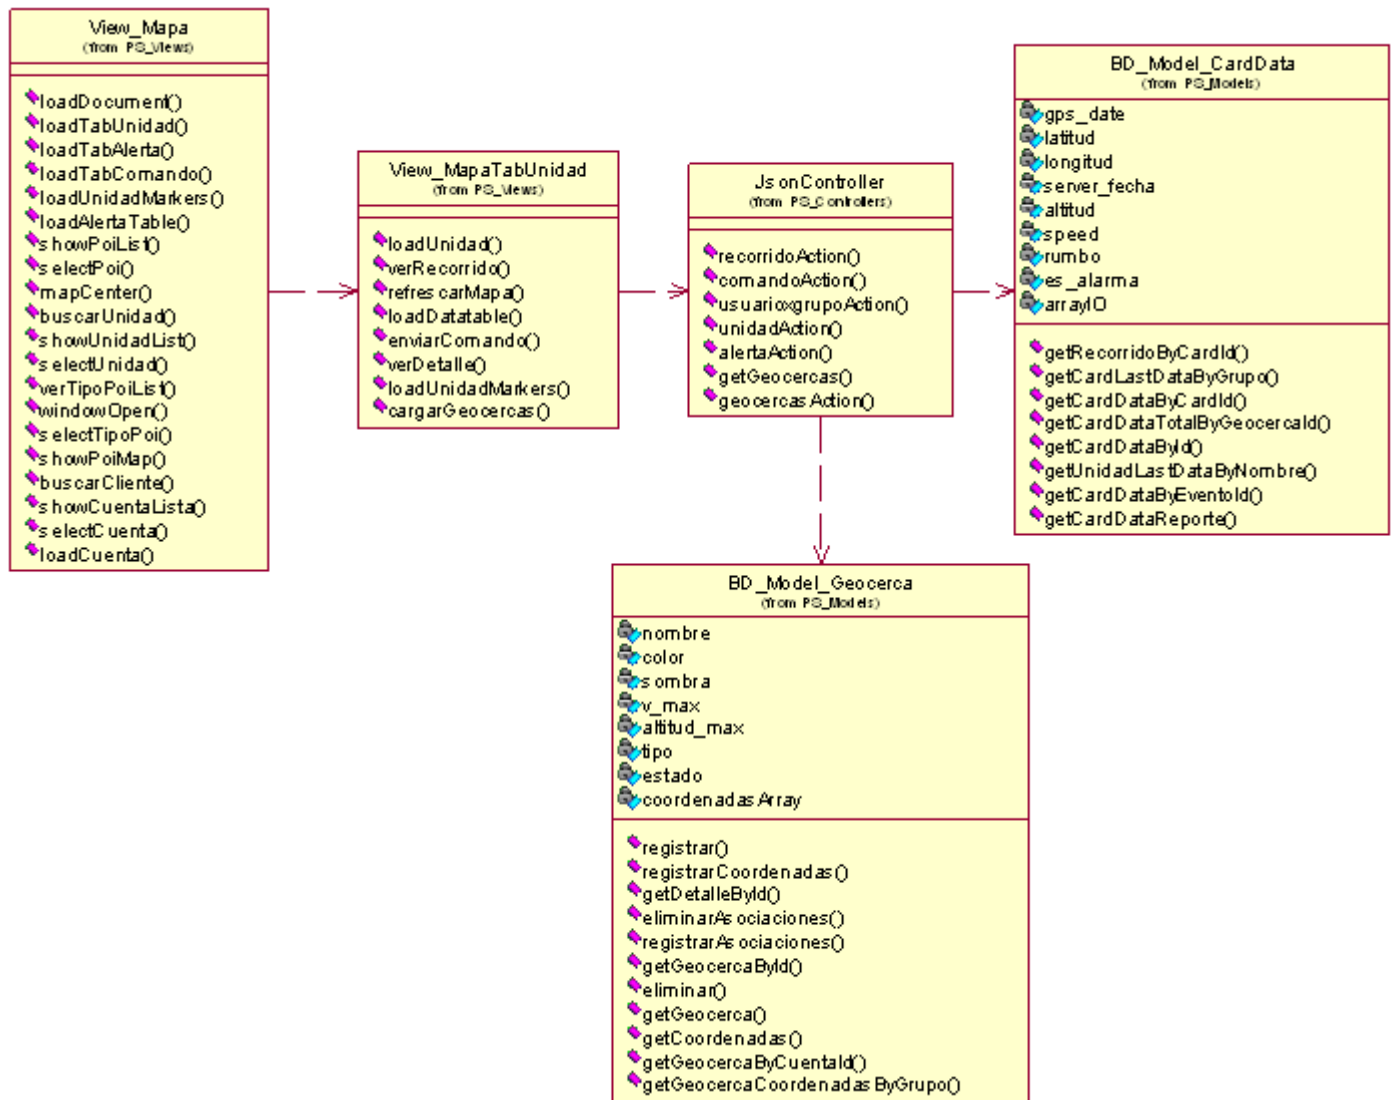 View_Mapa
(from PS_Views)
loadDocument()
loadTabUnidad()
loadTabAlerta()
loadTabComando()
loadUnidadMarkers()
loadAlertaTable()
showPoiList()
selectPoi()
mapCenter()
buscarUnidad()
showUnidadList()
selectUnidad()
verTipoPoiList()
windowOpen()
selectTipoPoi()
showPoiMap()
buscarCliente()
showCuentaLista()
selectCuenta()
loadCuenta()
View_MapaTabUnidad
(from PS_Views)
loadUnidad()
verRecorrido()
refrescarMapa()
loadDatatable()
enviarComando()
verDetalle()
loadUnidadMarkers()
cargarGeocercas()
JsonController
(from PS_Controllers)
recorridoAction()
comandoAction()
usuarioxgrupoAction()
unidadAction()
alertaAction()
getGeocercas()
geocercasAction()
BD_Model_CardData
(from PS_Models)
gps_date
latitud
longitud
server_fecha
altitud
speed
rumbo
es_alarma
arrayIO
getRecorridoByCardId()
getCardLastDataByGrupo()
getCardDataByCardId()
getCardDataTotalByGeocercaId()
getCardDataById()
getUnidadLastDataByNombre()
getCardDataByEventoId()
getCardDataReporte()
BD_Model_Geocerca
(from PS_Models)
nombre
color
sombra
v_max
altitud_max
tipo
estado
coordenadasArray
registrar()
registrarCoordenadas()
getDetalleById()
eliminarAsociaciones()
registrarAsociaciones()
getGeocercaById()
eliminar()
getGeocerca()
getCoordenadas()
getGeocercaByCuentaId()
getGeocercaCoordenadasByGrupo()